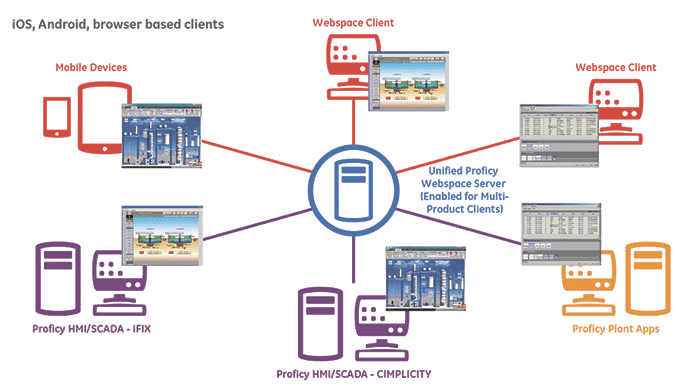 iOS, Android, browser based clients
Webspace Client
Mobile Devices
Webspace Client
Unified Proficy
Webspace Server
(Enabled for Multi-
Product Clients)
Proficy HMI/SCADA - iFIX
Proficy Plant Apps
Proficy HMI/SCADA - CIMPLICITY